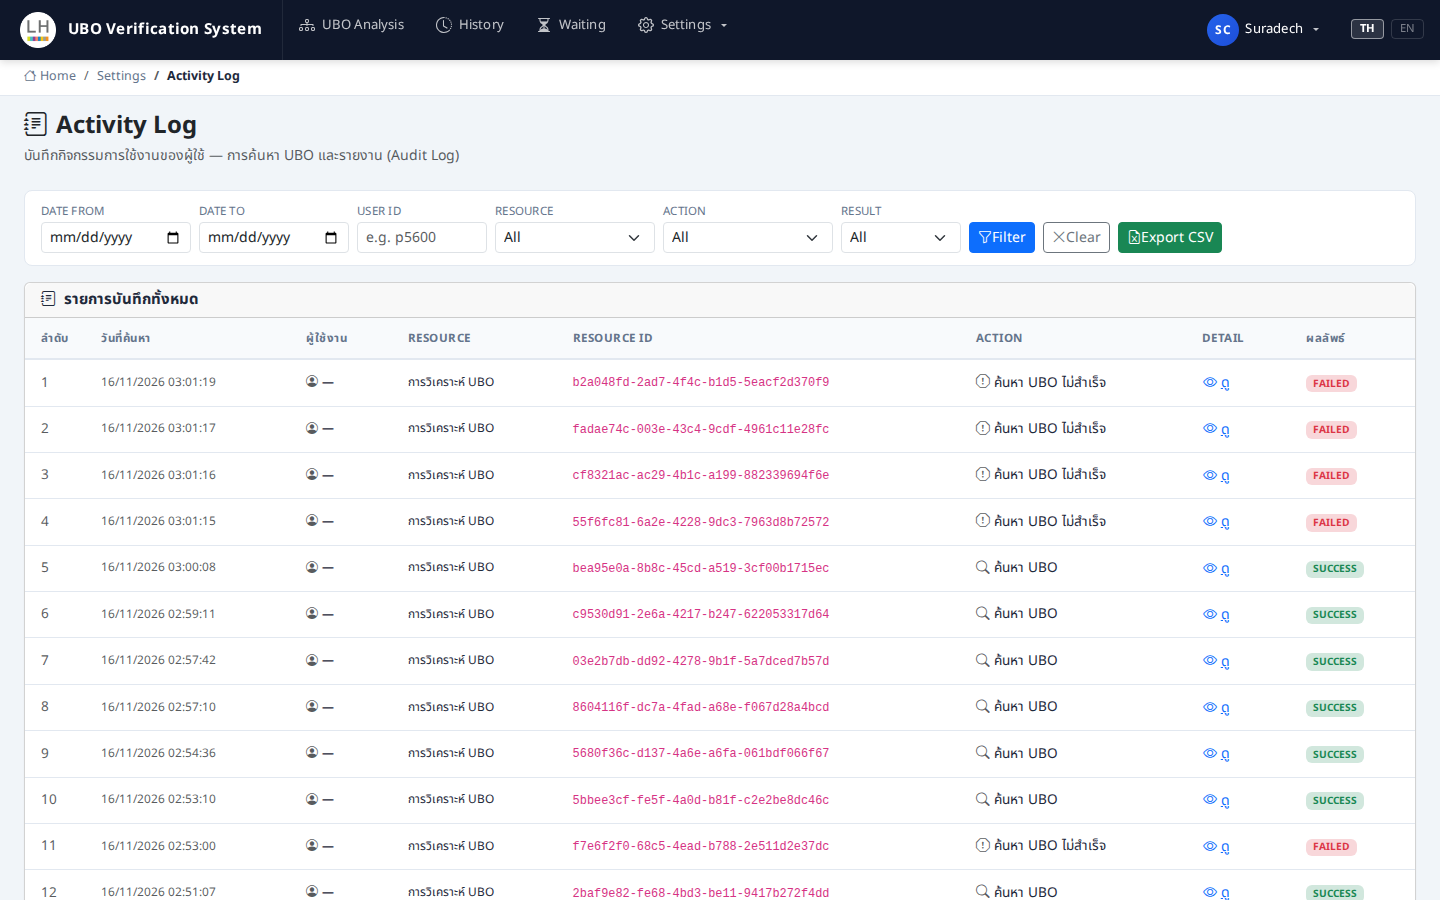 LH UBO Verification System UBO Analysis History Waiting Settings SC Suradech TH EN
Home / Settings / Activity Log
Activity Log
บันทึกกิจกรรมการใช้งานของผู้ใช้ — การค้นหา UBO และรายงาน (Audit Log)
DATE FROM DATE TO USER ID RESOURCE ACTION RESULT
mm/dd/yyyy mm/dd/yyyy e.g. p5600 All All All Filter Clear Export CSV
รายการบันทึกทั้งหมด
ลำดับ วันที่ค้นหา ผู้ใช้งาน RESOURCE RESOURCE ID ACTION DETAIL ผลลัพธ์
1 16/11/2026 03:01:19 — การวิเคราะห์ UBO b2a048fd-2ad7-4f4c-b1d5-5eacf2d370f9 ค้นหา UBO ไม่สำเร็จ ดู FAILED
2 16/11/2026 03:01:17 — การวิเคราะห์ UBO fadae74c-003e-43c4-9cdf-4961c11e28fc ค้นหา UBO ไม่สำเร็จ ดู FAILED
3 16/11/2026 03:01:16 — การวิเคราะห์ UBO cf8321ac-ac29-4b1c-a199-882339694f6e ค้นหา UBO ไม่สำเร็จ ดู FAILED
4 16/11/2026 03:01:15 — การวิเคราะห์ UBO 55f6fc81-6a2e-4228-9dc3-7963d8b72572 ค้นหา UBO ไม่สำเร็จ ดู FAILED
5 16/11/2026 03:00:08 — การวิเคราะห์ UBO bea95e0a-8b8c-45cd-a519-3cf00b1715ec ค้นหา UBO ดู SUCCESS
6 16/11/2026 02:59:11 — การวิเคราะห์ UBO c9530d91-2e6a-4217-b247-622053317d64 ค้นหา UBO ดู SUCCESS
7 16/11/2026 02:57:42 — การวิเคราะห์ UBO 03e2b7db-dd92-4278-9b1f-5a7dced7b57d ค้นหา UBO ดู SUCCESS
8 16/11/2026 02:57:10 — การวิเคราะห์ UBO 8604116f-dc7a-4fad-a68e-f067d28a4bcd ค้นหา UBO ดู SUCCESS
9 16/11/2026 02:54:36 — การวิเคราะห์ UBO 5680f36c-d137-4a6e-a6fa-061bdf066f67 ค้นหา UBO ดู SUCCESS
10 16/11/2026 02:53:10 — การวิเคราะห์ UBO 5bbee3cf-fe5f-4a0d-b81f-c2e2be8dc46c ค้นหา UBO ดู SUCCESS
11 16/11/2026 02:53:00 — การวิเคราะห์ UBO f7e6f2f0-68c5-4ead-b788-2e511d2e37dc ค้นหา UBO ไม่สำเร็จ ดู FAILED
12 16/11/2026 02:51:07 — การวิเคราะห์ UBO 2baf9e82-fe68-4bd3-be11-9417b272f4dd ค้นหา UBO ดู SUCCESS